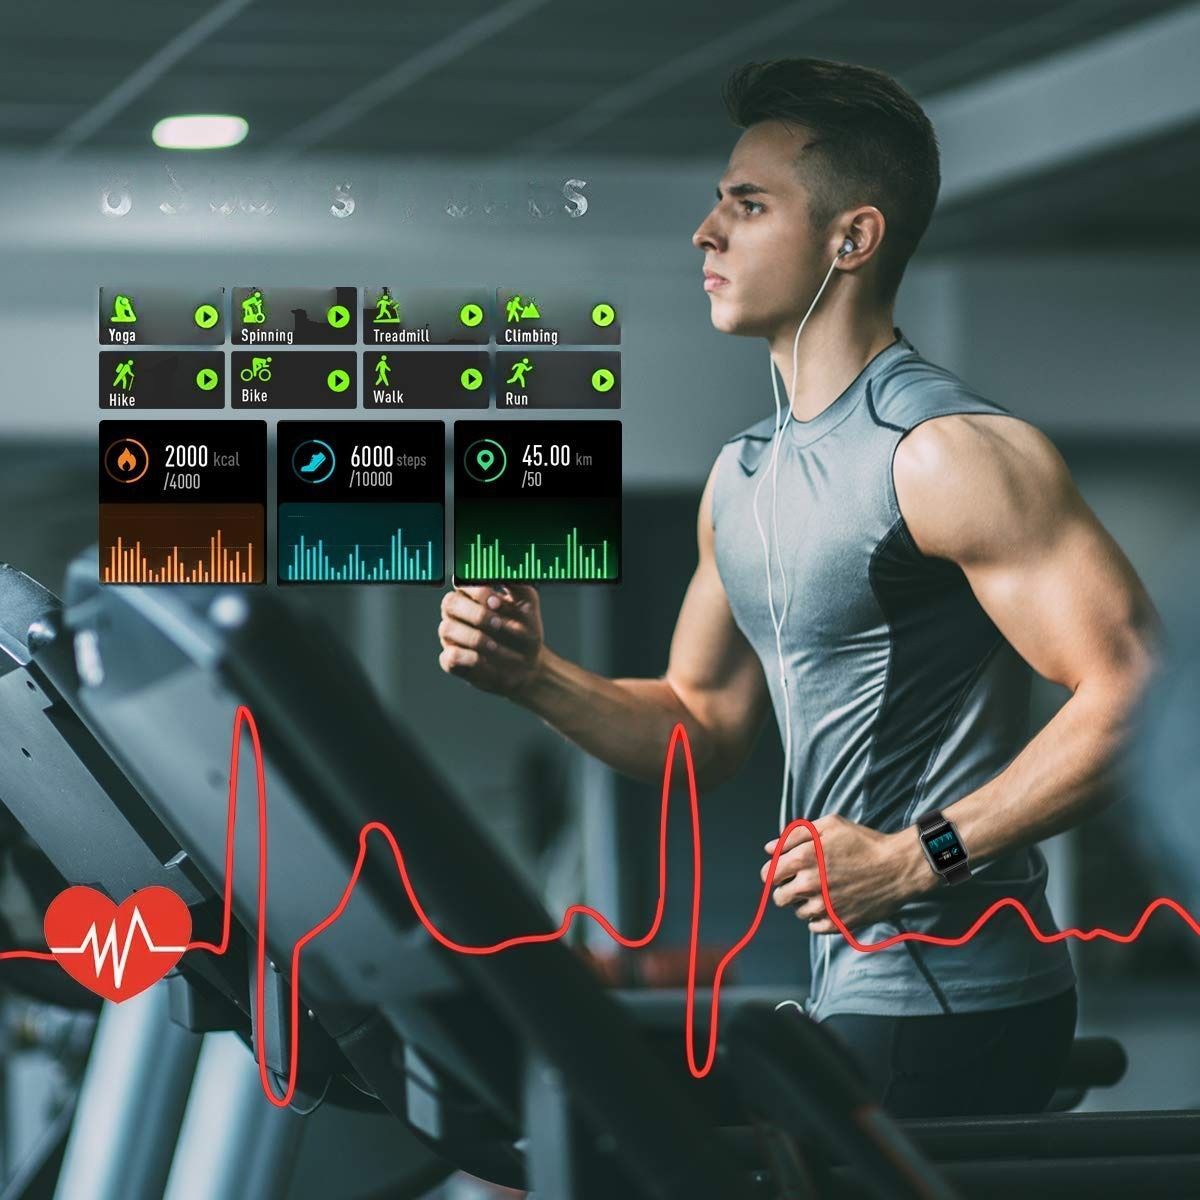 Yoga
Spinning
Treadmill
Climbing
Hike
Bike
Walk
Run
2000 kcal
/4000
6000 steps
/10000
45.00 km
/50